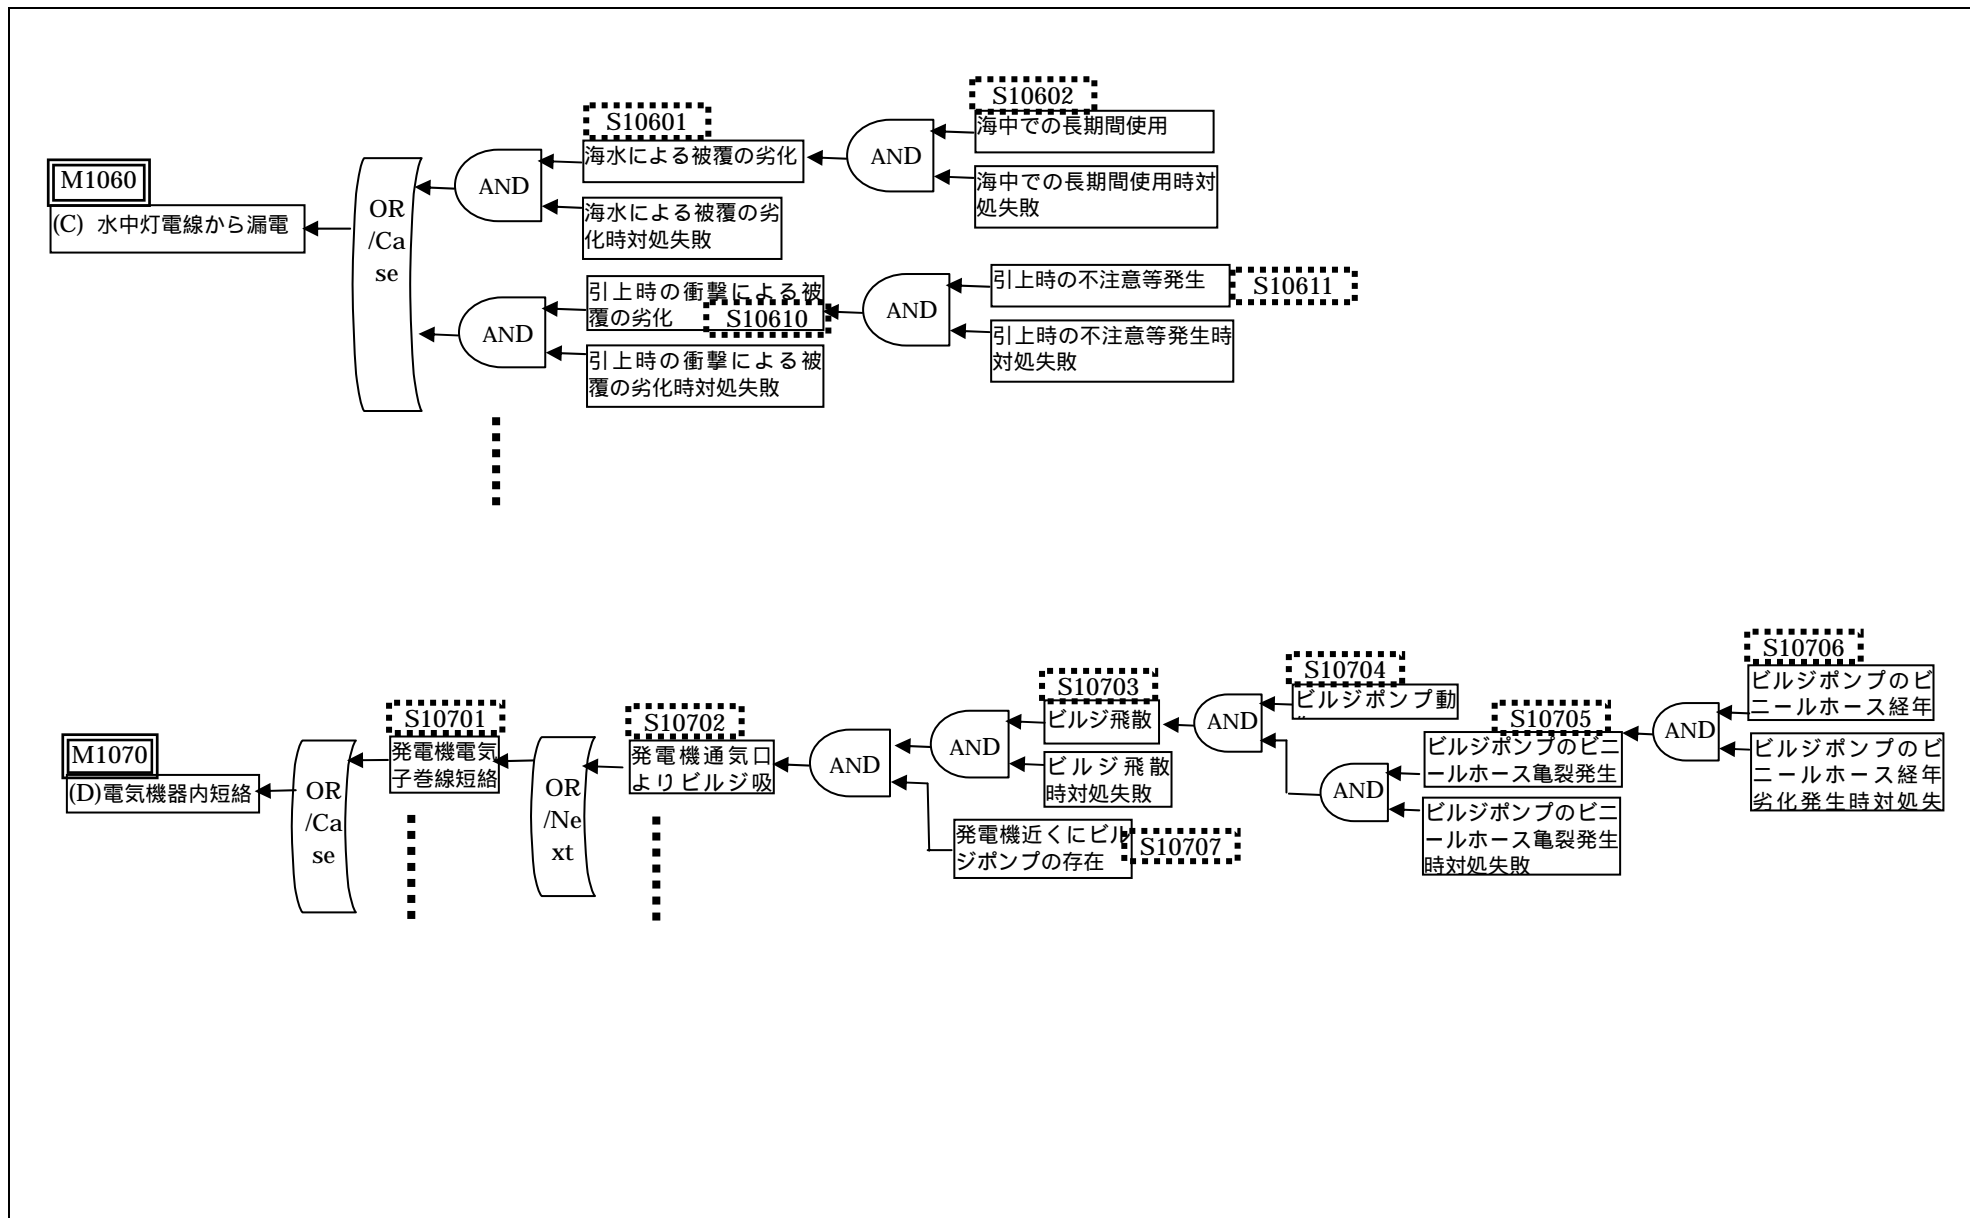 S10602
海中での長期間使用
AND
海中での長期間使用時対
処失敗
S10601
海水による被覆の劣化
AND
海水による被覆の劣
化時対処失敗
M1060
(C) 水中灯電線から漏電
OR
/Ca
se
引上時の衝撃による被
覆の劣化
S10610
AND
引上時の衝撃による被
覆の劣化時対処失敗
引上時の不注意等発生
S10611
AND
引上時の不注意等発生時
対処失敗
M1070
(D)電気機器内短絡
OR
/Ca
se
S10701
発電機電気
子巻線短絡
OR
/Ne
xt
S10702
発電機通気口
よりビルジ吸
AND
AND
S10703
ビルジ飛散
ビルジ飛散
時対処失敗
発電機近くにビル
ジポンプの存在
S10707
AND
S10704
ビルジポンプ動
AND
S10705
ビルジポンプのビニ
ールホース亀裂発生
ビルジポンプのビニ
ールホース亀裂発生
時対処失敗
AND
S10706
ビルジポンプのビ
ニールホース経年
ビルジポンプのビ
ニールホース経年
劣化発生時対処失